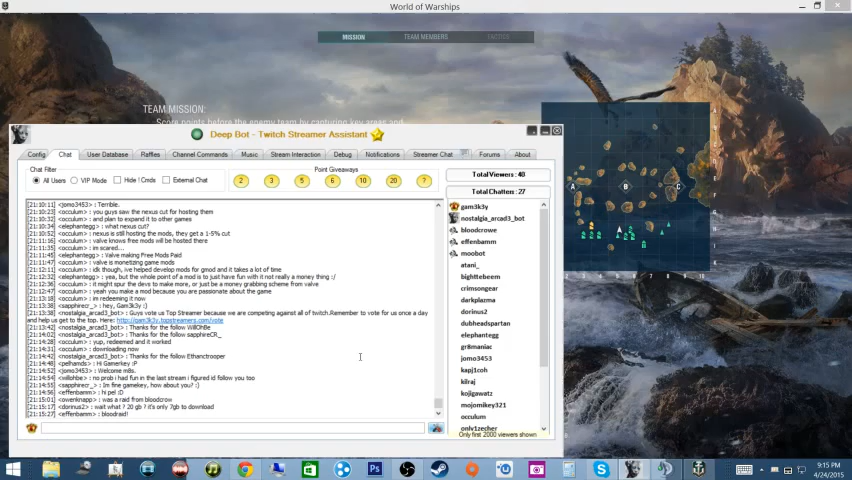 World of Warships
MISSION TEAM MEMBERS TACTICS
TEAM MISSION:
Score points before the enemy team by capturing key areas and
Deep Bot - Twitch Streamer Assistant
Config Chat User Database Raffles Channel Commands Music Stream Interaction Debug Notifications Streamer Chat Forums About
Chat Filter
All Users VIP Mode Hide ! Cmds External Chat
Point Giveaways
2 3 5 6 10 20 ?
Total Viewers : 40
Total Chatters : 27
[21:10:11] <jomo3453> : Terrible.
[21:10:23] <occulum> : you guys saw the nexus cut for hosting them
[21:10:31] <occulum> : and plan to expand it to other games
[21:10:34] <elephantegg> : what nexus cut?
[21:10:52] <occulum> : nexus is still hosting the mods, they get a 1-5% cut
[21:11:16] <occulum> : valve knows free mods will be hosted there
[21:11:35] <occulum> : im scared...
[21:11:45] <elephantegg> : Valve making Free Mods Paid
[21:11:47] <occulum> : valve is monetizing game mods
[21:12:11] <occulum> : idk though, ive helped develop mods for gmod and it takes a lot of time
[21:12:32] <elephantegg> : yea, but the whole point of a mod is to just have fun with it not really a money thing :/
[21:12:36] <occulum> : it might spur the devs to make more, or just be a money grabbing scheme from valve
[21:12:47] <occulum> : yeah you make a mod because you are passionate about the game
[21:13:18] <occulum> : im redeeming it now
[21:13:38] <sapphirecr_> : hey, Gam3k3y :)
[21:13:38] <nostalgia_arcad3_bot> : Guys vote us Top Streamer because we are competing against all of twitch.Remember to vote for us once a day
and help us get to the top. Here: http://gam3k3y.topstreamers.com/vote
[21:13:42] <nostalgia_arcad3_bot> : Thanks for the follow WillOhBe
[21:14:02] <nostalgia_arcad3_bot> : Thanks for the follow sapphireCR_
[21:14:28] <occulum> : yup, redeemed and it worked
[21:14:31] <occulum> : downloading now
[21:14:42] <nostalgia_arcad3_bot> : Thanks for the follow Ethanctrooper
[21:14:48] <pelhamds> : Hi Gamerkey :P
[21:14:52] <jomo3453> : Welcome m8s.
[21:14:54] <willohbe> : no prob i had fun in the last stream i figured id follow you too
[21:14:55] <sapphirecr_> : Im fine gamekey, how about you? :)
[21:14:56] <effenbamm> : hi pel :D
[21:15:01] <owenknapp> : was a raid from bloodcrow
[21:15:17] <dorinus2> : wait what ? 20 gb ? it's only 7gb to download
[21:15:27] <effenbamm> : bloodraid!
gam3k3y
nostalgia_arcad3_bot
bloodcrowe
effenbamm
moobot
atani_
bighttebeem
crimsongear
darkplazma
dorinus2
dubheadspartan
elephantegg
gr8maniac
jomo3453
kapj1coh
kiiraj
kojigawatz
mojomikey321
occulum
only1zecher
Only first 2000 viewers shown
A B C
2 3 4 5 6 7 8 9 10
9:15 PM
4/24/2015